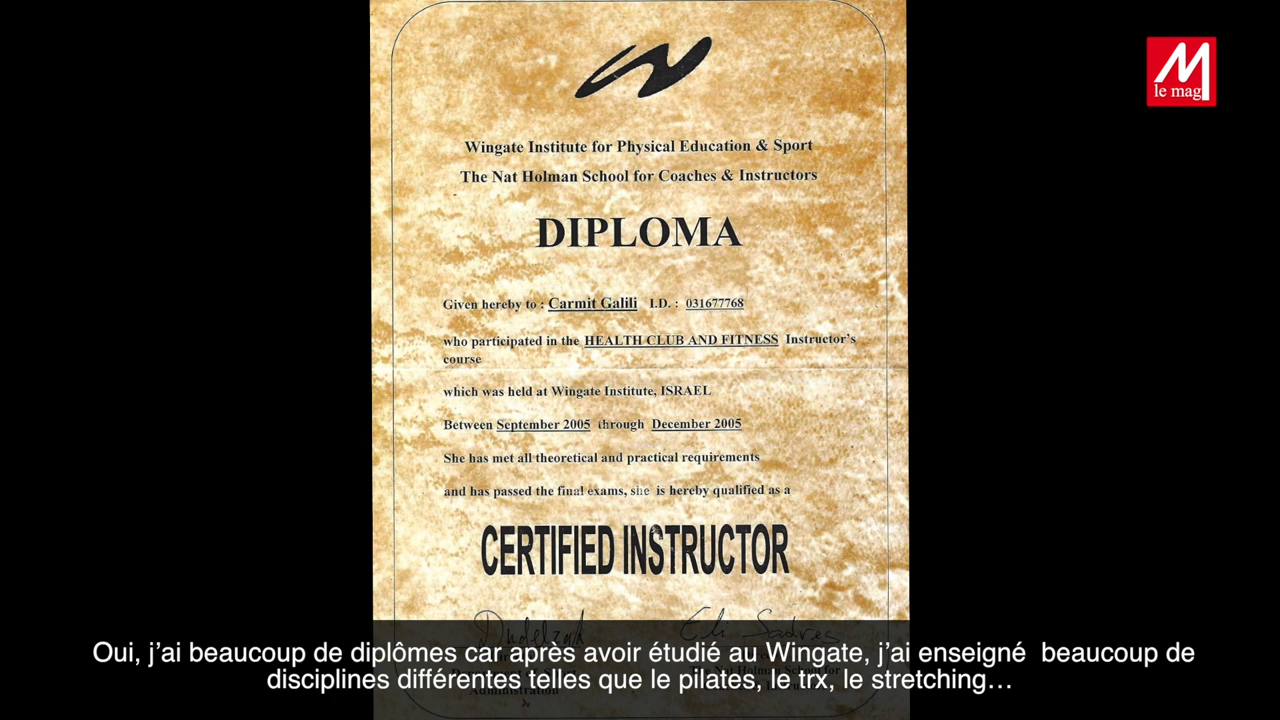 M
le mag
Wingate Institute for Physical Education & Sport
The Nat Holman School for Coaches & Instructors
DIPLOMA
Given hereby to : Carmit Galili I.D. : 031677768
who participated in the HEALTH CLUB AND FITNESS Instructor's
course
which was held at Wingate Institute, ISRAEL
Between September 2005 through December 2005
She has met all theoretical and practical requirements
and has passed the final exams, she is hereby qualified as a
CERTIFIED INSTRUCTOR
Oui, j'ai beaucoup de diplômes car après avoir étudié au Wingate, j'ai enseigné beaucoup de
disciplines différentes telles que le pilates, le trx, le stretching…